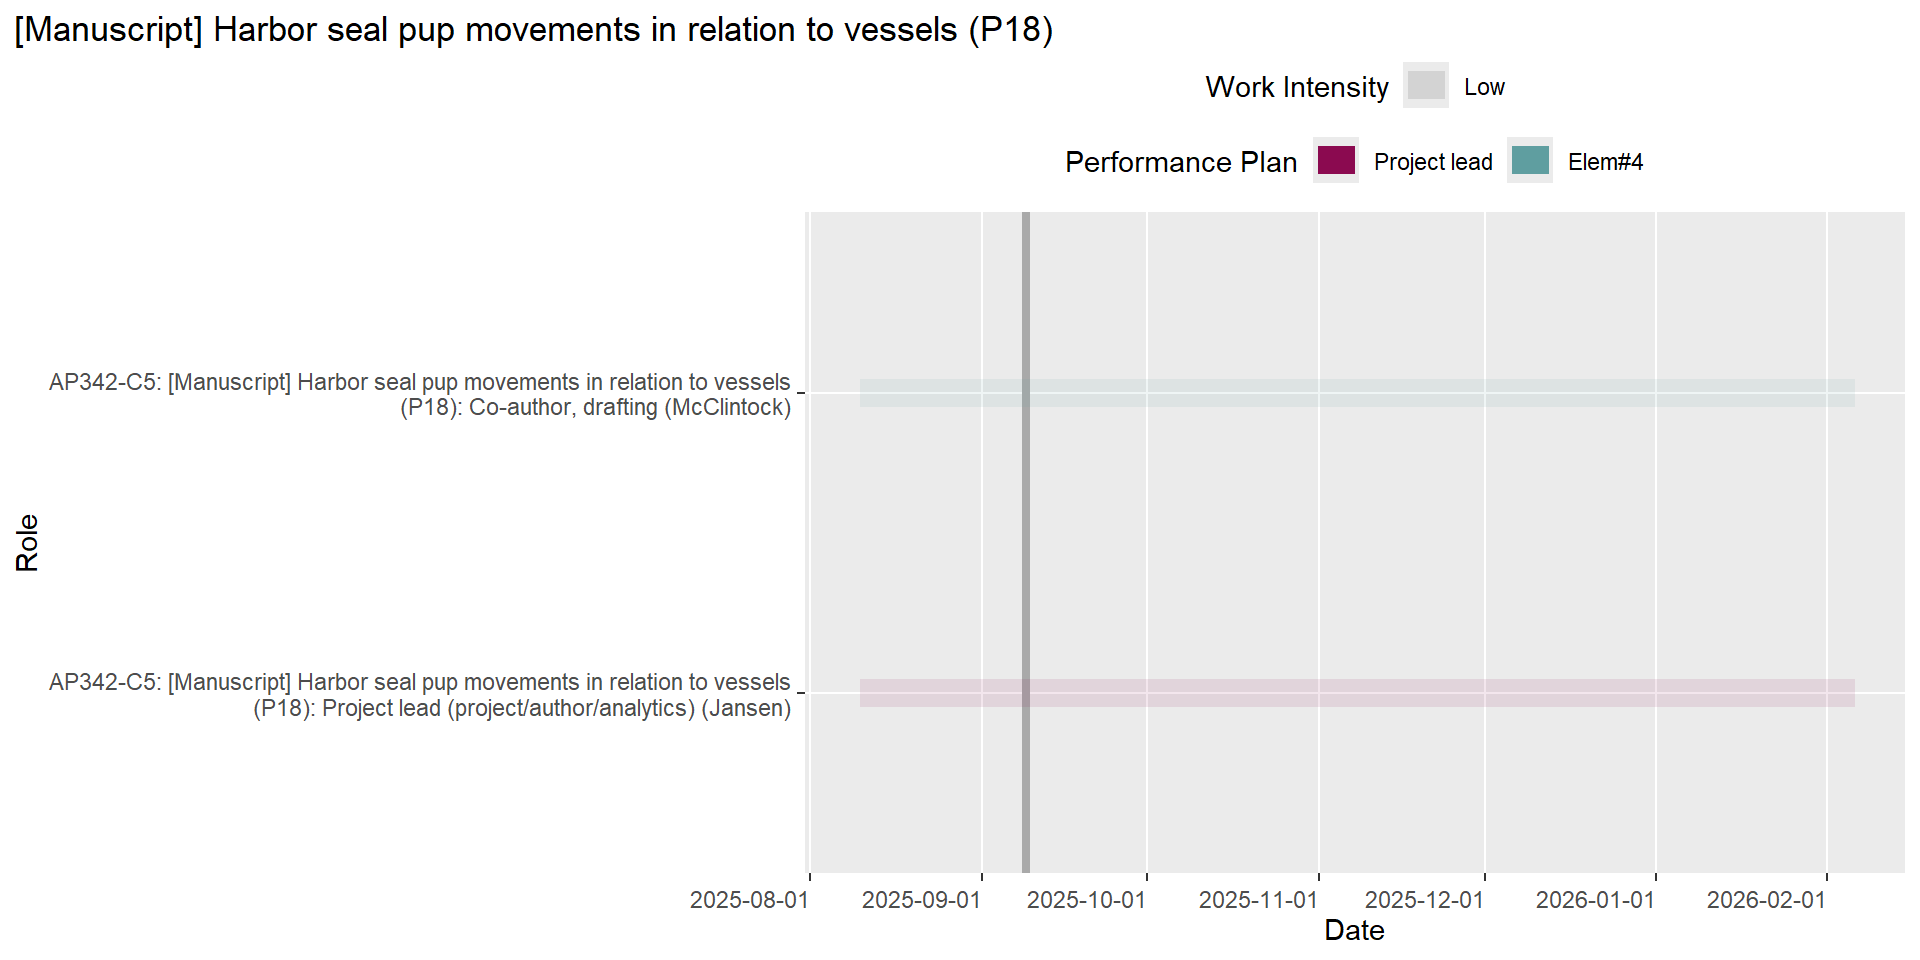 [Manuscript] Harbor seal pup movements in relation to vessels (P18)
Work Intensity Low
Performance Plan Project lead Elem#4
AP342-C5: [Manuscript] Harbor seal pup movements in relation to vessels
(P18): Co-author, drafting (McClintock)
Role
AP342-C5: [Manuscript] Harbor seal pup movements in relation to vessels
(P18): Project lead (project/author/analytics) (Jansen)
2025-08-01 2025-09-01 2025-10-01 2025-11-01 2025-12-01 2026-01-01 2026-02-01
Date